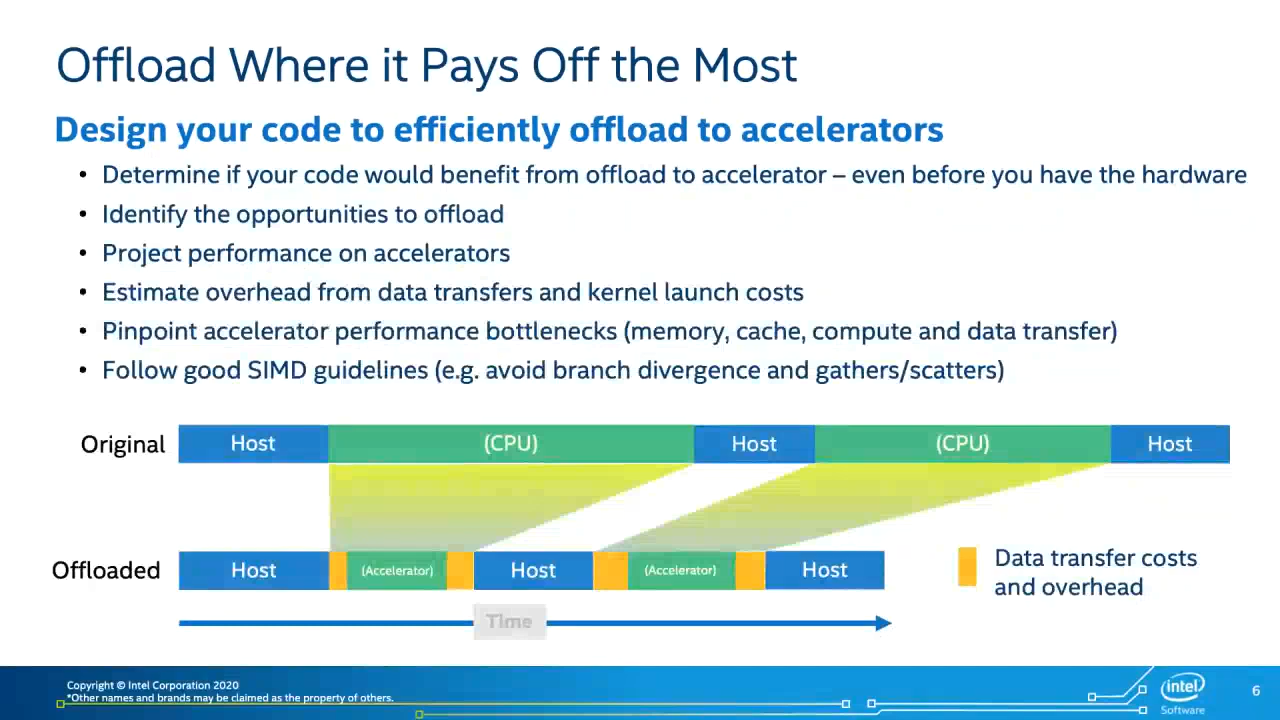 Offload Where it Pays Off the Most
Design your code to efficiently offload to accelerators
• Determine if your code would benefit from offload to accelerator – even before you have the hardware
• Identify the opportunities to offload
• Project performance on accelerators
• Estimate overhead from data transfers and kernel launch costs
• Pinpoint accelerator performance bottlenecks (memory, cache, compute and data transfer)
• Follow good SIMD guidelines (e.g. avoid branch divergence and gathers/scatters)
Original Host (CPU) Host (CPU) Host
Offloaded Host (Accelerator) Host (Accelerator) Host
Data transfer costs
and overhead
Time
Copyright © Intel Corporation 2020
*Other names and brands may be claimed as the property of others.
intel
Software
6